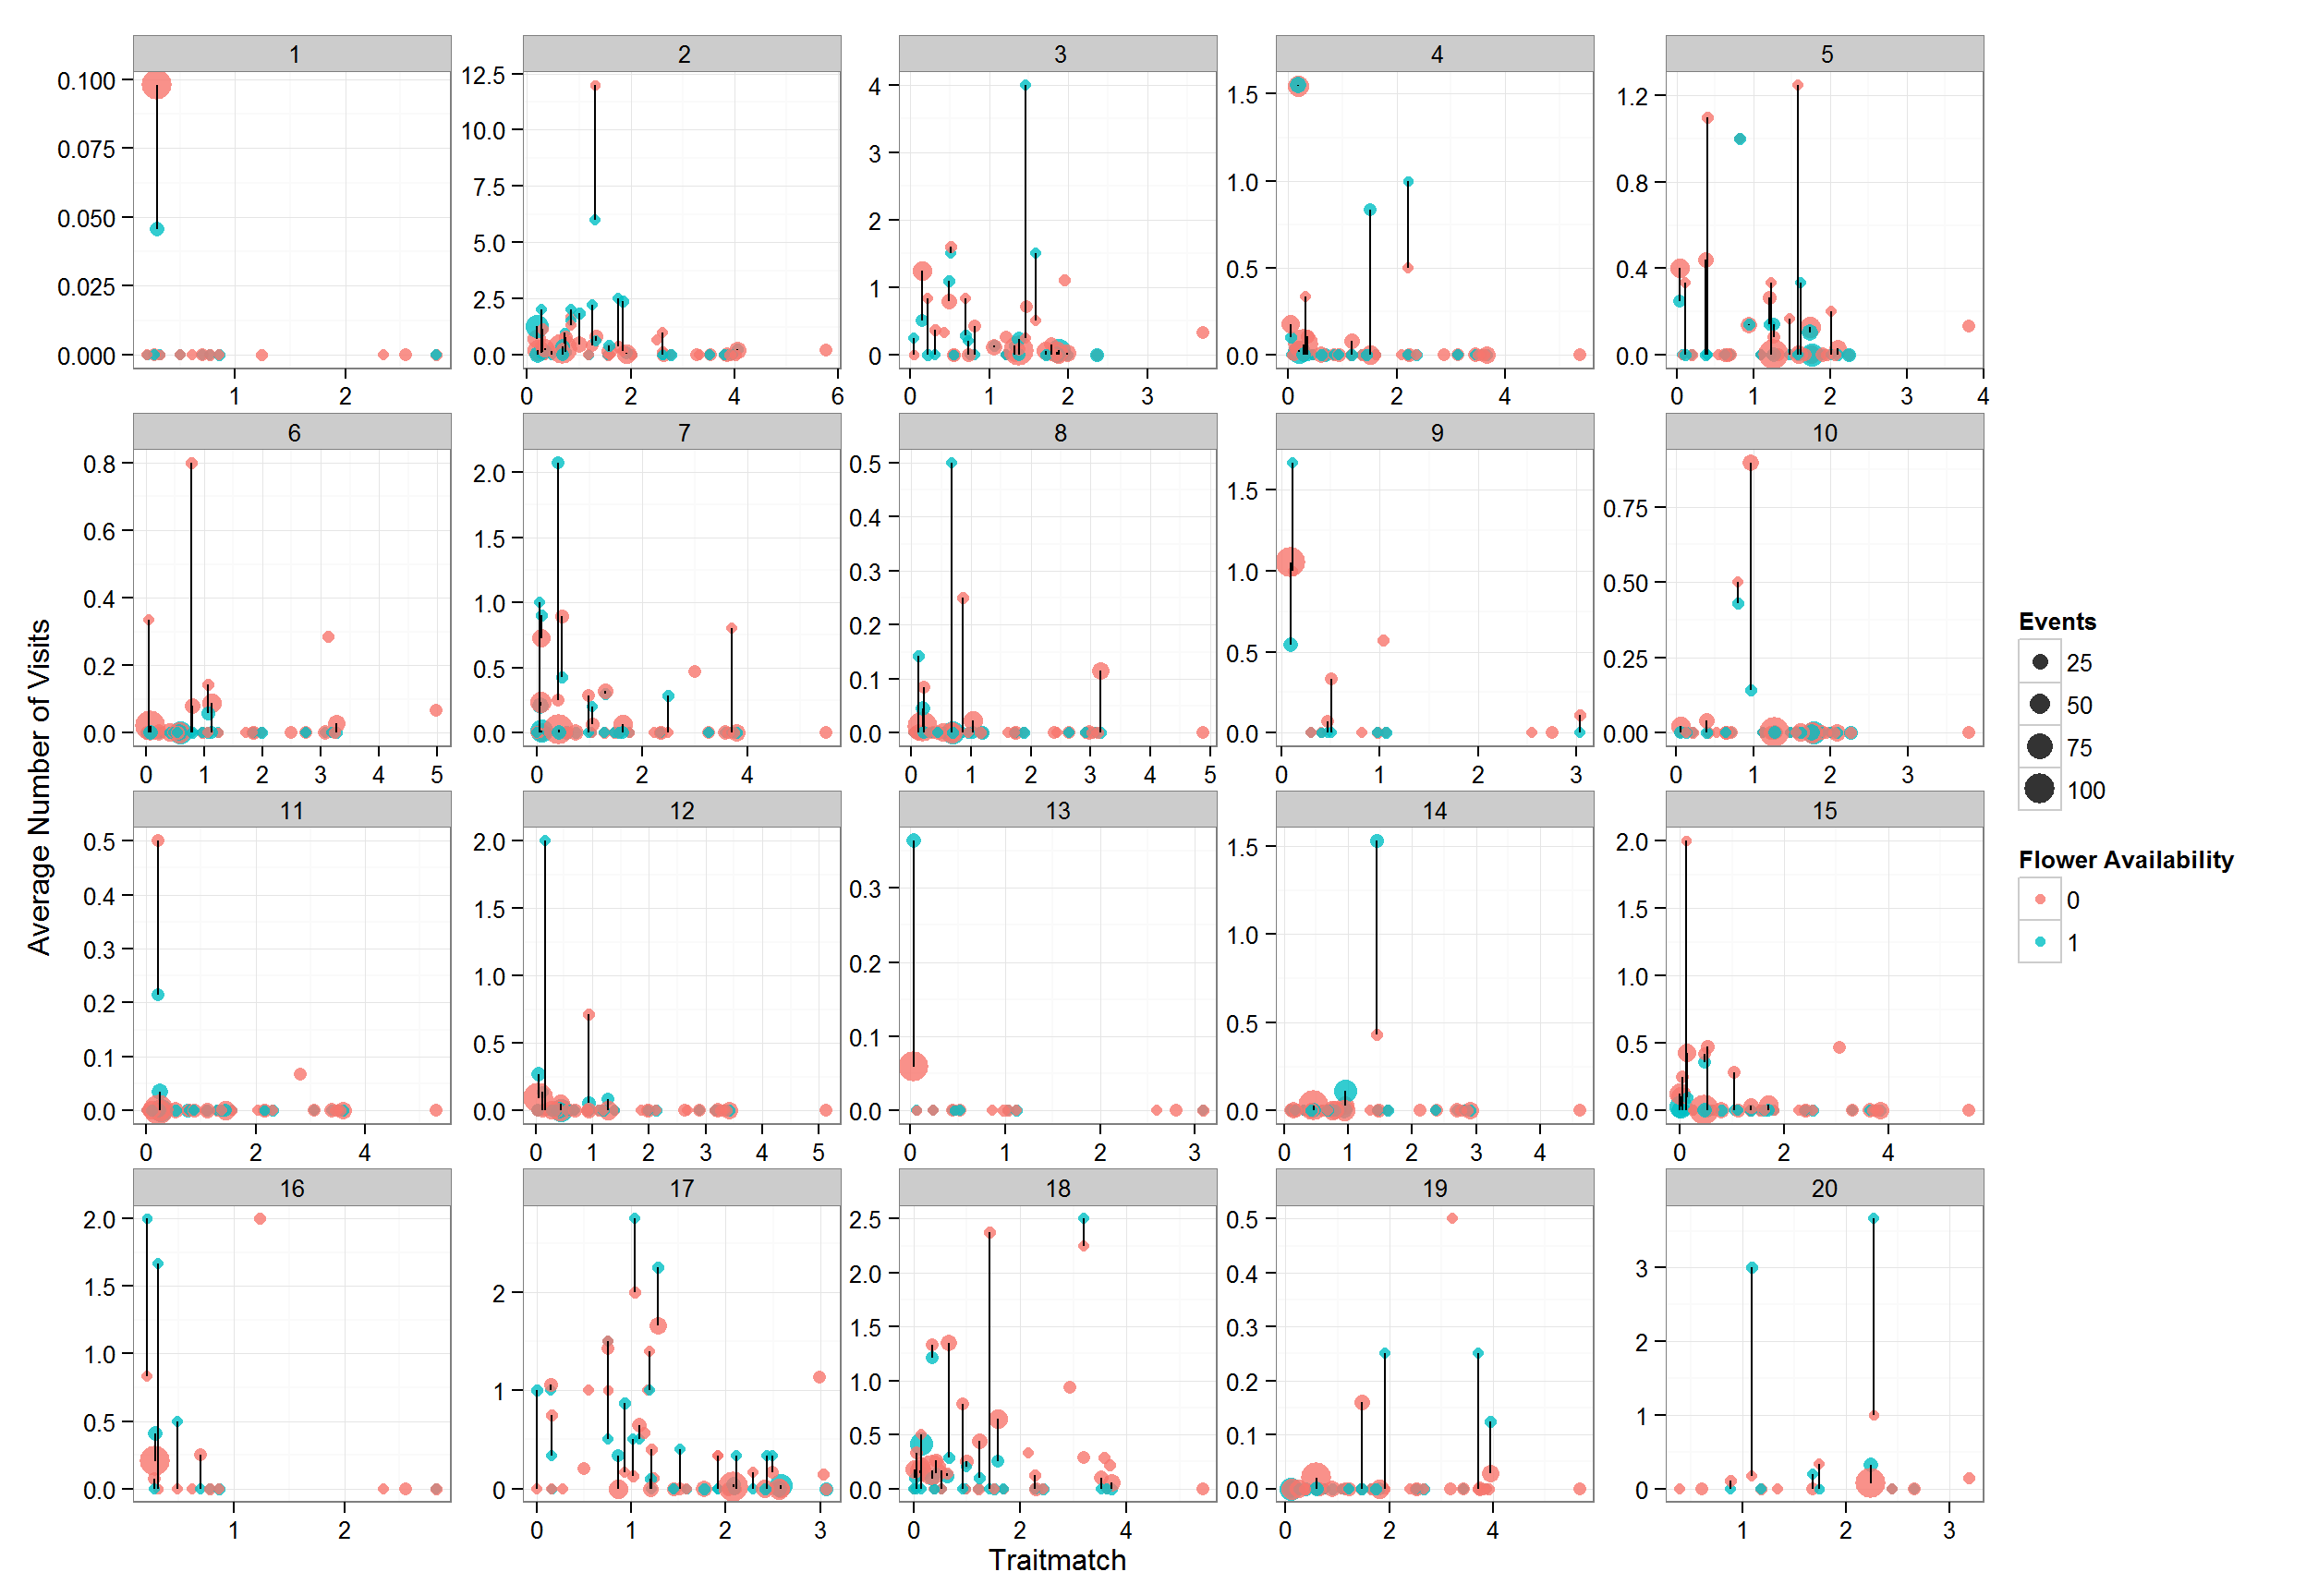 1 2 3 4 5
0.100 0.075 0.050 0.025 0.000
12.5 10.0 7.5 5.0 2.5 0.0
4 3 2 1 0
1.5 1.0 0.5 0.0
1.2 0.8 0.4 0.0
1 2
0 2 4 6
0 1 2 3
0 2 4
0 1 2 3 4
6 7 8 9 10
0.8 0.6 0.4 0.2 0.0
2.0 1.5 1.0 0.5 0.0
0.5 0.4 0.3 0.2 0.1 0.0
1.5 1.0 0.5 0.0
0.75 0.50 0.25 0.00
0 1 2 3 4 5
0 2 4
0 1 2 3 4 5
0 1 2 3
0 1 2 3
11 12 13 14 15
0.5 0.4 0.3 0.2 0.1 0.0
2.0 1.5 1.0 0.5 0.0
0.3 0.2 0.1 0.0
1.5 1.0 0.5 0.0
2.0 1.5 1.0 0.5 0.0
0 2 4
0 1 2 3 4 5
0 1 2 3
0 1 2 3 4
0 2 4
16 17 18 19 20
2.0 1.5 1.0 0.5 0.0
2 1 0
2.5 2.0 1.5 1.0 0.5 0.0
0.5 0.4 0.3 0.2 0.1 0.0
3 2 1 0
1 2
0 1 2 3
0 2 4
0 2 4
1 2 3
Average Number of Visits
Traitmatch
Events
25
50
75
100
Flower Availability
0
1